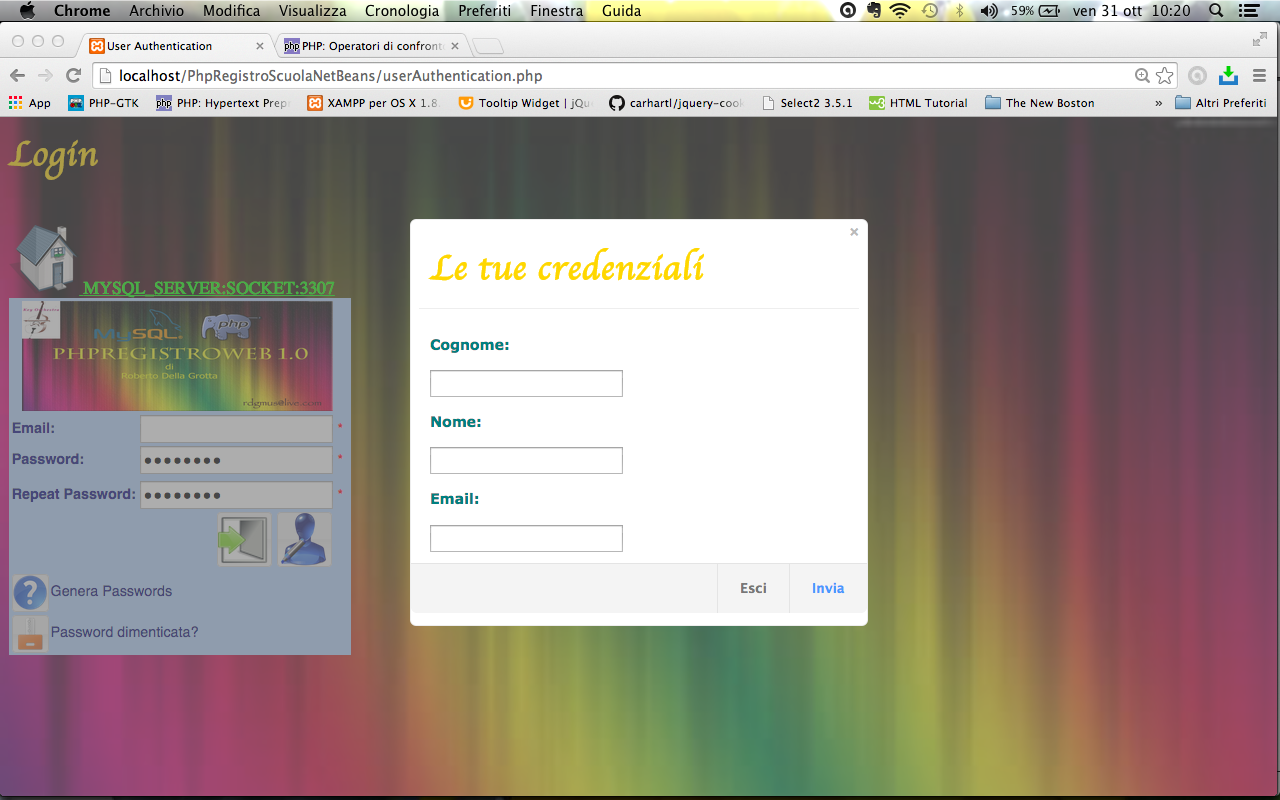 Chrome Archivio Modifica Visualizza Cronologia Preferiti Finestra Guida 59% ven 31 ott 10:20
User Authentication PHP: Operatori di confront
localhost/PhpRegistroScuolaNetBeans/userAuthentication.php
App PHP-GTK php PHP: Hypertext Prep XAMPP per OS X 1.8. Tooltip Widget | jQu carhartl/jquery-cook Select2 3.5.1 HTML Tutorial The New Boston » Altri Preferiti
Login
MYSQL_SERVER:SOCKET:3307
MySQL php
PHPREGISTROWEB 1.0
di
Roberto Della Grotta
rdgmus@live.com
Email: *
Password: *
Repeat Password: *
Genera Passwords
Password dimenticata?
Le tue credenziali
Cognome:
Nome:
Email:
Esci Invia